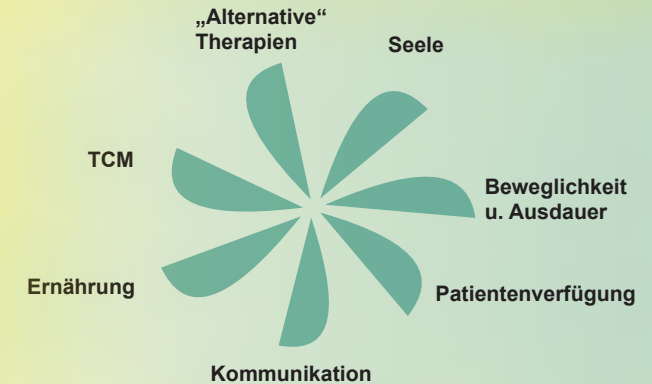 „Alternative“
Therapien
Seele
TCM
Beweglichkeit
u. Ausdauer
Ernährung
Patientenverfügung
Kommunikation